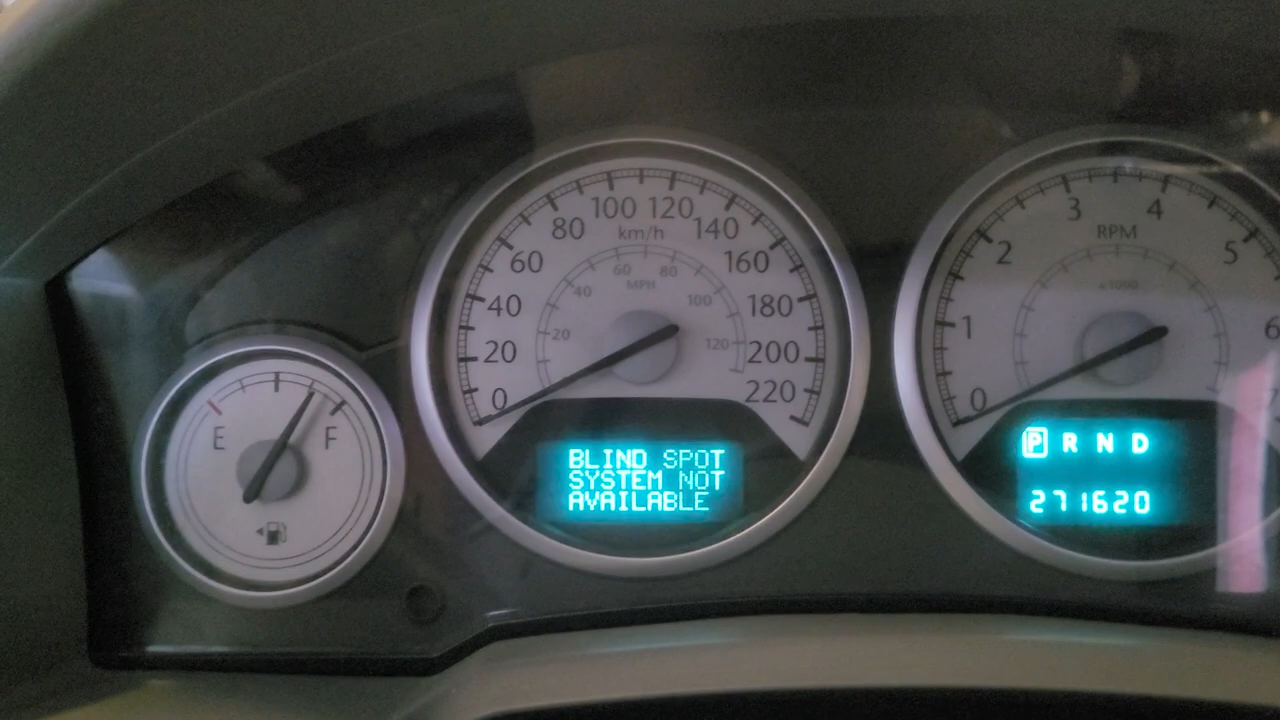 E F
0 20 40 60 80 100 120 140 160 180 200 220
km/h
20 40 60 80 100 120
MPH
BLIND SPOT
SYSTEM NOT
AVAILABLE
0 1 2 3 4 5 6
RPM
x1000
P R N D
271620